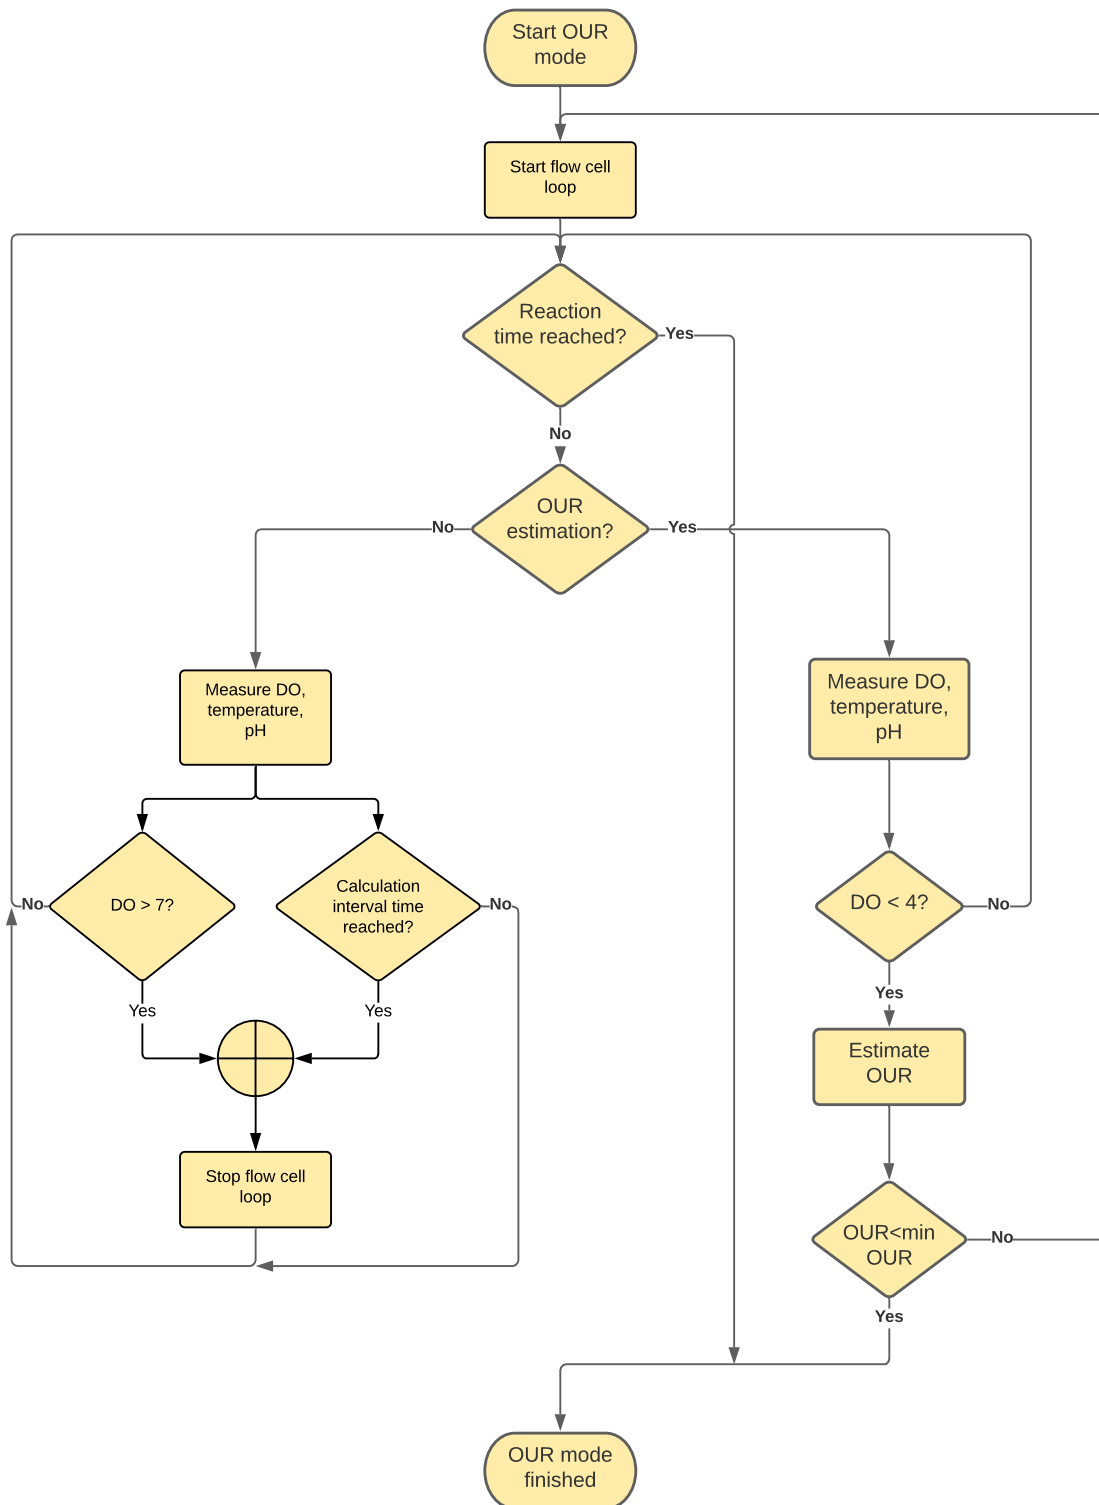 Start OUR
mode
Start flow cell
loop
Reaction
time reached?
Yes
No
OUR
estimation?
No
Yes
Measure DO,
temperature,
pH
Measure DO,
temperature,
pH
DO > 7?
No
Calculation
interval time
reached?
No
DO < 4?
No
Yes
Yes
Yes
Estimate
OUR
Stop flow cell
loop
OUR<min
OUR
No
Yes
OUR mode
finished